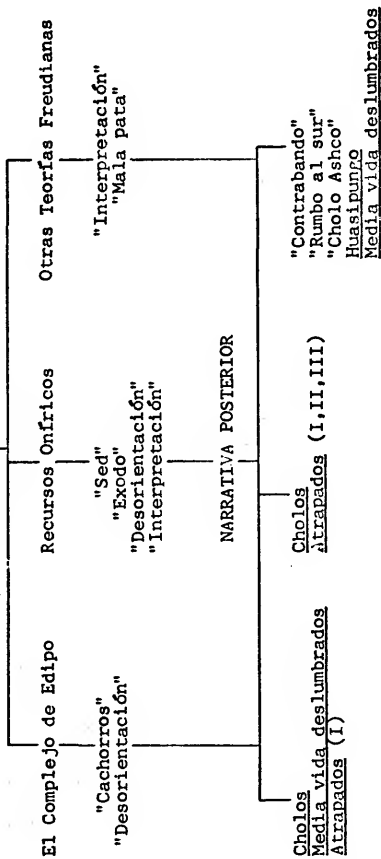 El Complejo de Edipo
Recursos Oníricos
Otras Teorías Freudianas
"Cachorros"
"Desorientación"
"Sed"
"Exodo"
"Desorientación"
"Interpretación"
"Interpretación"
"Mala pata"
NARRATIVA POSTERIOR
Cholos
Media vida deslumbrados
Atrapados (I)
Cholos
Atrapados (I,II,III)
"Contrabando"
"Rumbo al sur"
"Cholo Ashco"
Huasipungo
Media vida deslumbrados